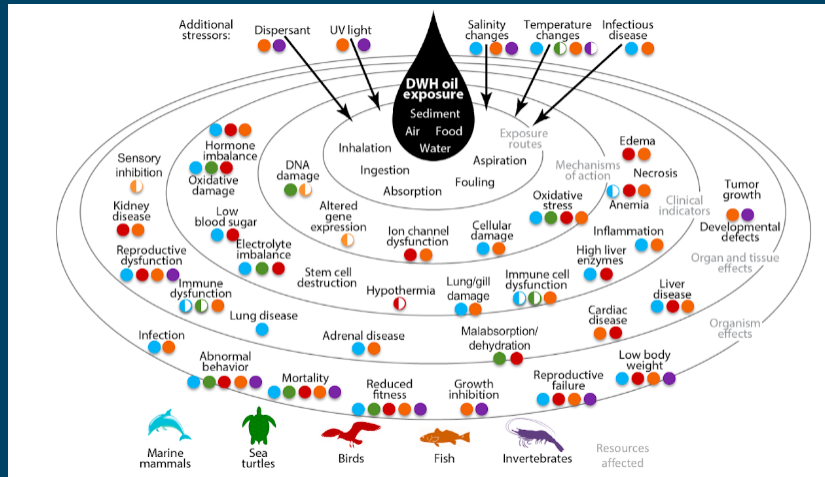 Additional
stressors:
Dispersant
UV light
Salinity
changes
Temperature
changes
Infectious
disease
DWH oil
exposure
Sediment
Air Food
Water
Exposure
routes
Inhalation
Ingestion
Absorption
Fouling
Aspiration
Mechanisms
of action
DNA
damage
Altered
gene
expression
Ion channel
dysfunction
Cellular
damage
Oxidative
stress
Clinical
indicators
Hormone
imbalance
Oxidative
damage
Low
blood sugar
Electrolyte
imbalance
Stem cell
destruction
Hypothermia
Lung/gill
damage
Immune cell
dysfunction
High liver
enzymes
Inflammation
Anemia
Necrosis
Edema
Organ and tissue
effects
Sensory
inhibition
Kidney
disease
Reproductive
dysfunction
Immune
dysfunction
Lung disease
Adrenal disease
Malabsorption/
dehydration
Cardiac
disease
Liver
disease
Tumor
growth
Developmental
defects
Organism
effects
Infection
Abnormal
behavior
Mortality
Reduced
fitness
Growth
inhibition
Reproductive
failure
Low body
weight
Marine
mammals
Sea
turtles
Birds
Fish
Invertebrates
Resources
affected